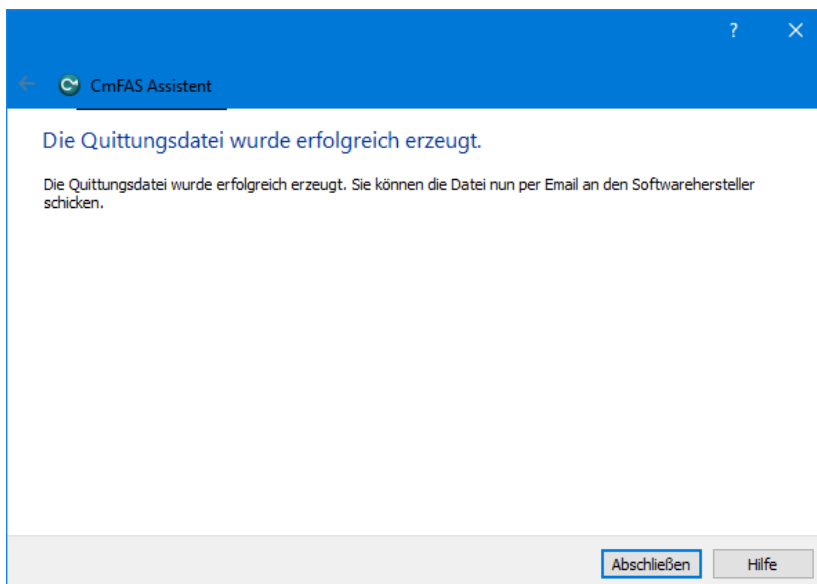 ?
CmFAS Assistent
Die Quittungsdatei wurde erfolgreich erzeugt.
Die Quittungsdatei wurde erfolgreich erzeugt. Sie können die Datei nun per Email an den Softwarehersteller
schicken.
Abschließen Hilfe